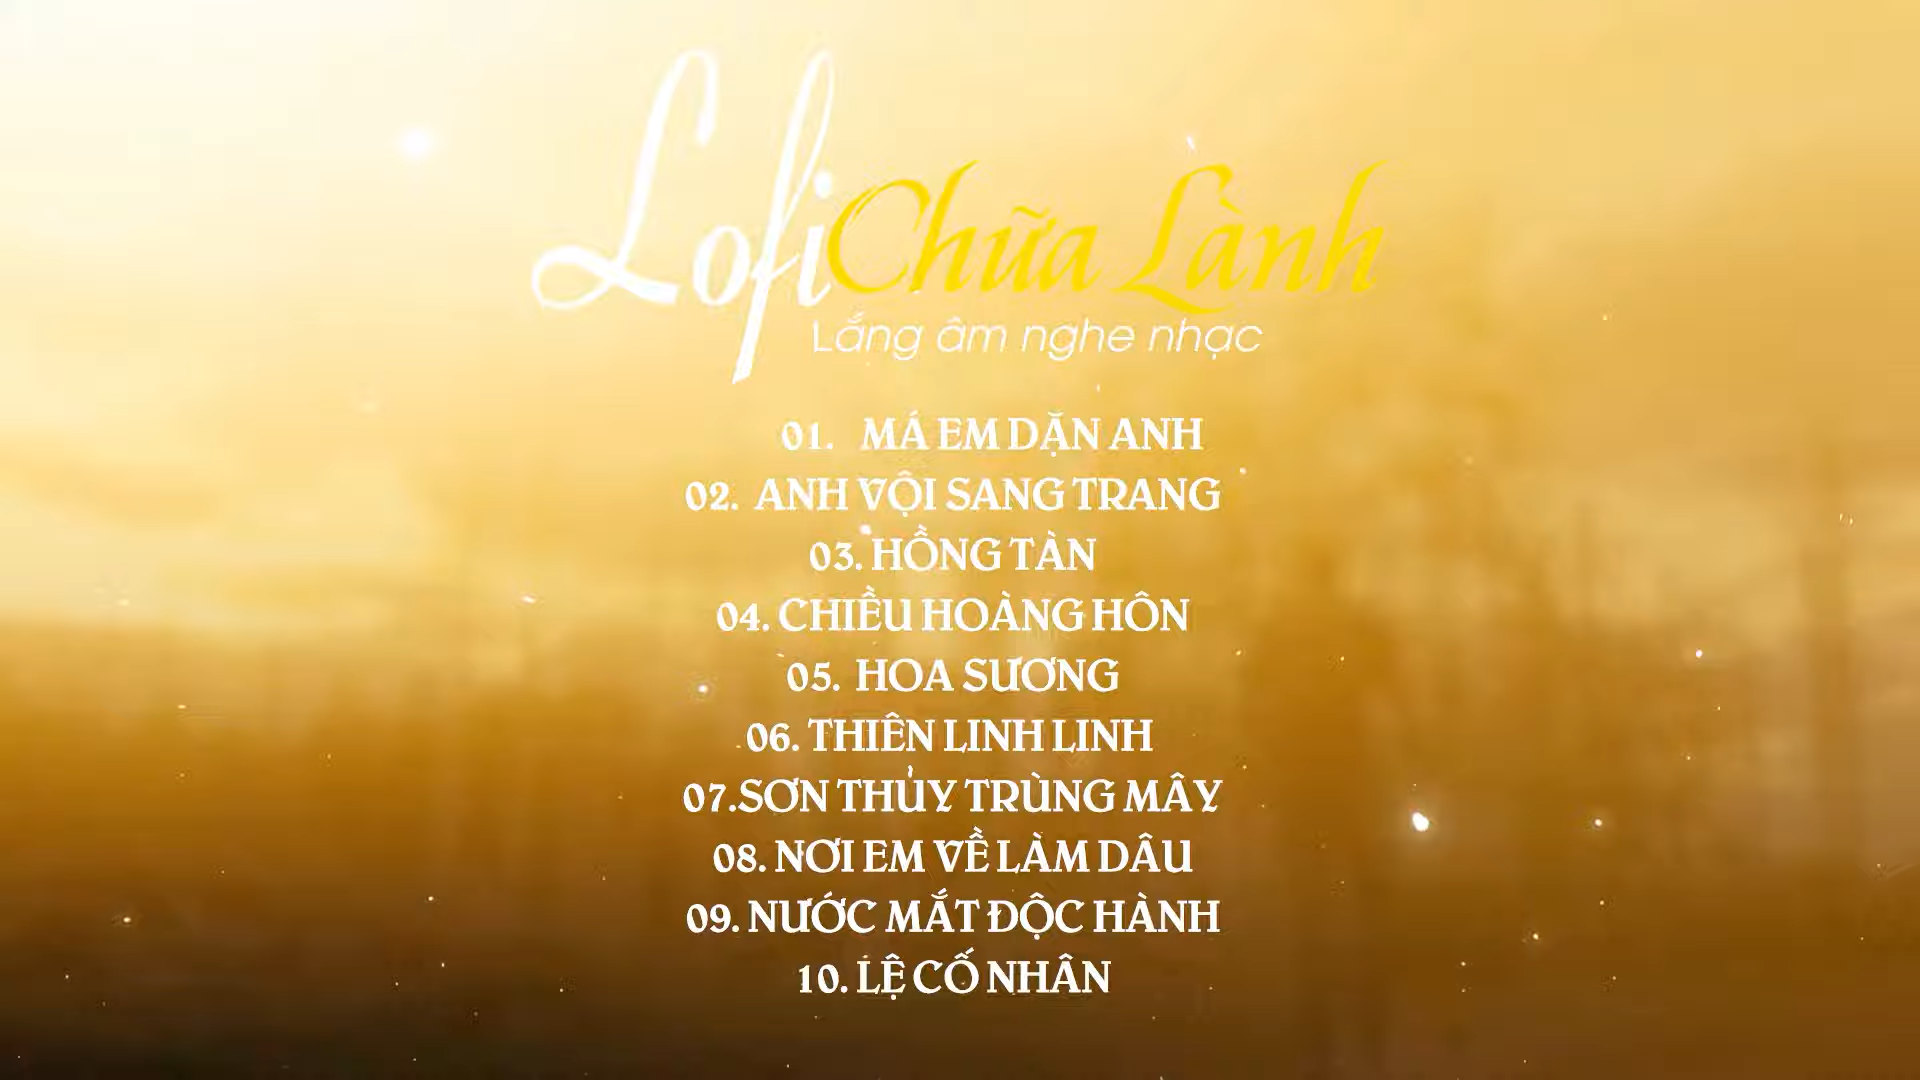 Lofi Chữa Lành
Lắng âm nghe nhạc
01. MÁ EM DẶN ANH
02. ANH VỘI SANG TRANG
03. HỒNG TÀN
04. CHIỀU HOÀNG HÔN
05. HOA SƯƠNG
06. THIÊN LINH LINH
07.SƠN THỦY TRÙNG MÂY
08. NƠI EM VỀ LÀM DÂU
09. NƯỚC MẮT ĐỘC HÀNH
10. LỆ CỐ NHÂN